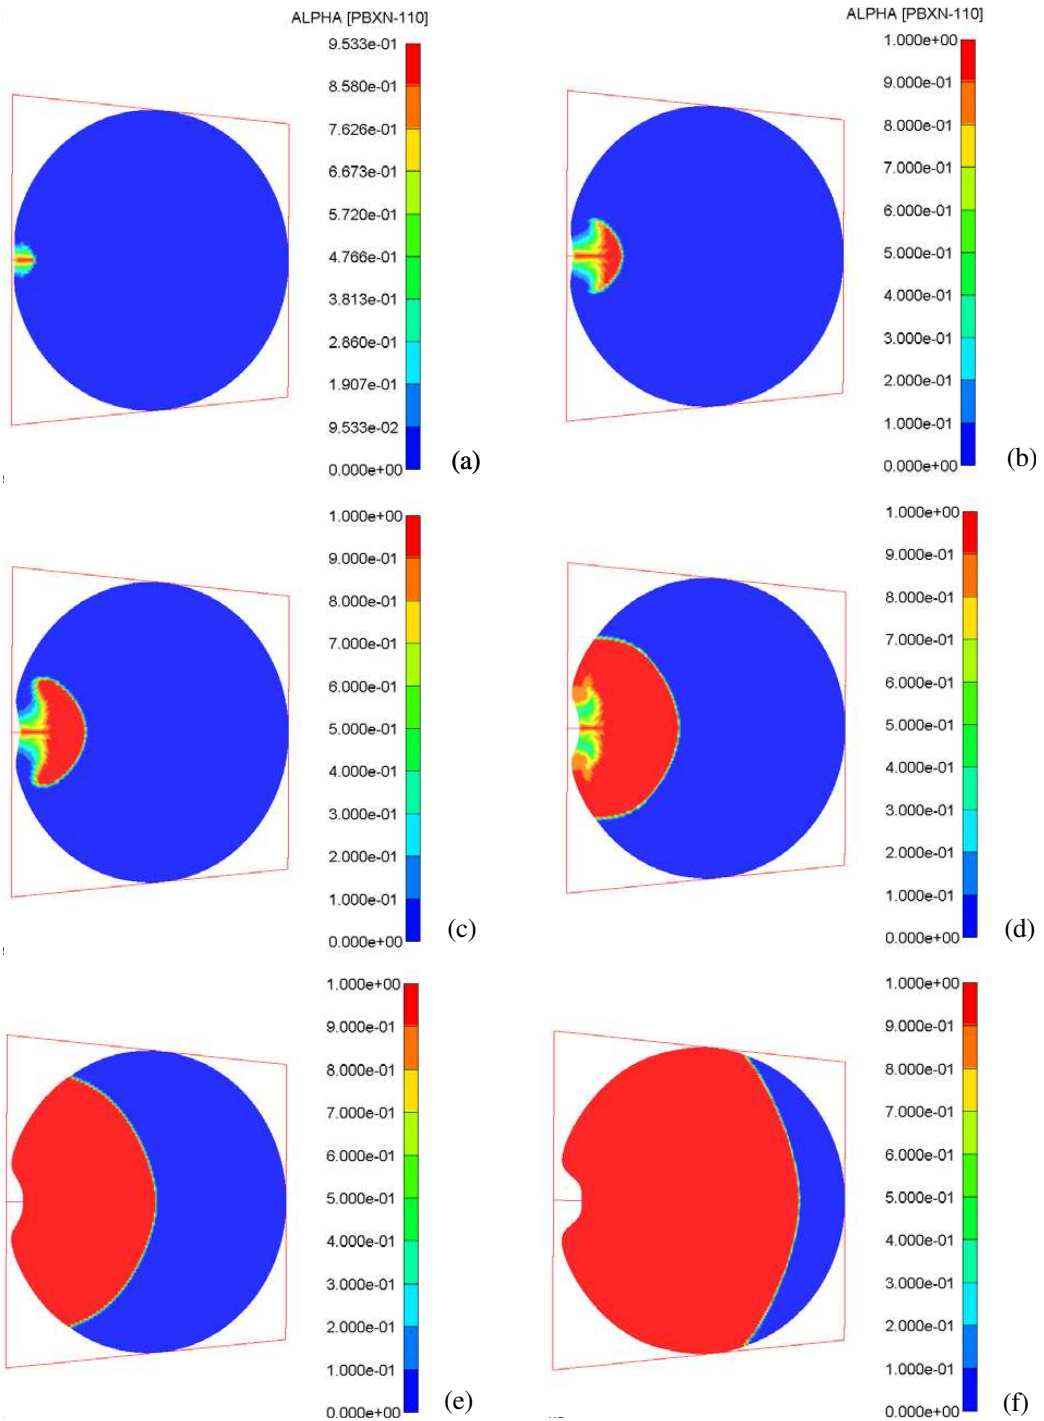 ALPHA [PBXN-110]
9.533e-01
8.580e-01
7.626e-01
6.673e-01
5.720e-01
4.766e-01
3.813e-01
2.860e-01
1.907e-01
9.533e-02
0.000e+00
(a)
ALPHA [PBXN-110]
1.000e+00
9.000e-01
8.000e-01
7.000e-01
6.000e-01
5.000e-01
4.000e-01
3.000e-01
2.000e-01
1.000e-01
0.000e+00
(b)
1.000e+00
9.000e-01
8.000e-01
7.000e-01
6.000e-01
5.000e-01
4.000e-01
3.000e-01
2.000e-01
1.000e-01
0.000e+00
(c)
1.000e+00
9.000e-01
8.000e-01
7.000e-01
6.000e-01
5.000e-01
4.000e-01
3.000e-01
2.000e-01
1.000e-01
0.000e+00
(d)
1.000e+00
9.000e-01
8.000e-01
7.000e-01
6.000e-01
5.000e-01
4.000e-01
3.000e-01
2.000e-01
1.000e-01
0.000e+00
(e)
1.000e+00
9.000e-01
8.000e-01
7.000e-01
6.000e-01
5.000e-01
4.000e-01
3.000e-01
2.000e-01
1.000e-01
0.000e+00
(f)